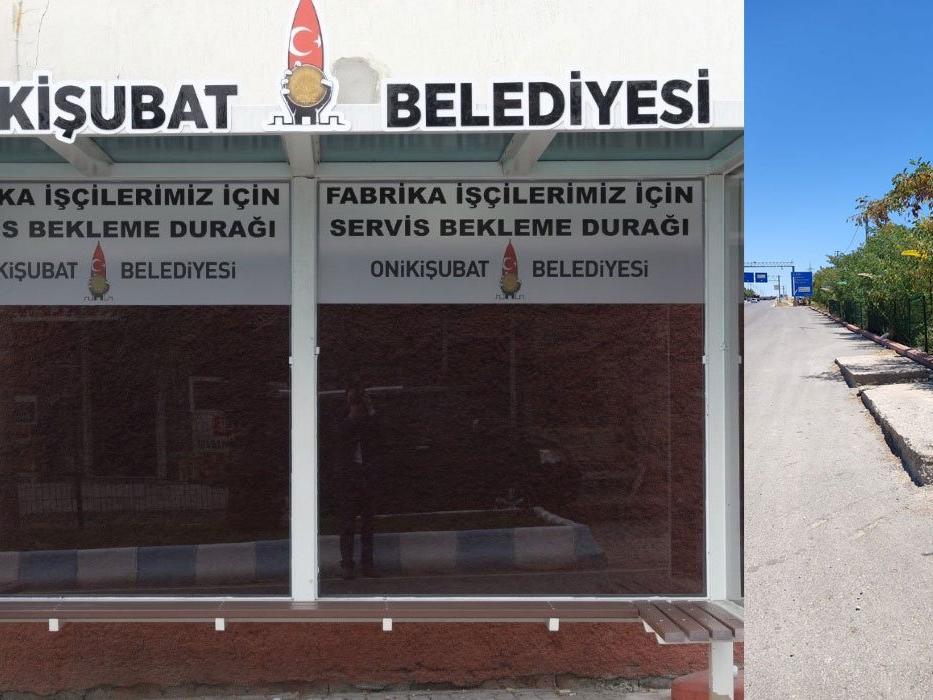 KİŞUBAT BELEDİYESİ
KA İŞÇİLERİMİZ İÇİN
S BEKLEME DURAĞI
KİŞUBAT BELEDİYESİ
FABRİKA İŞÇİLERİMİZ İÇİN
SERVİS BEKLEME DURAĞI
ONİKİŞUBAT BELEDİYESİ